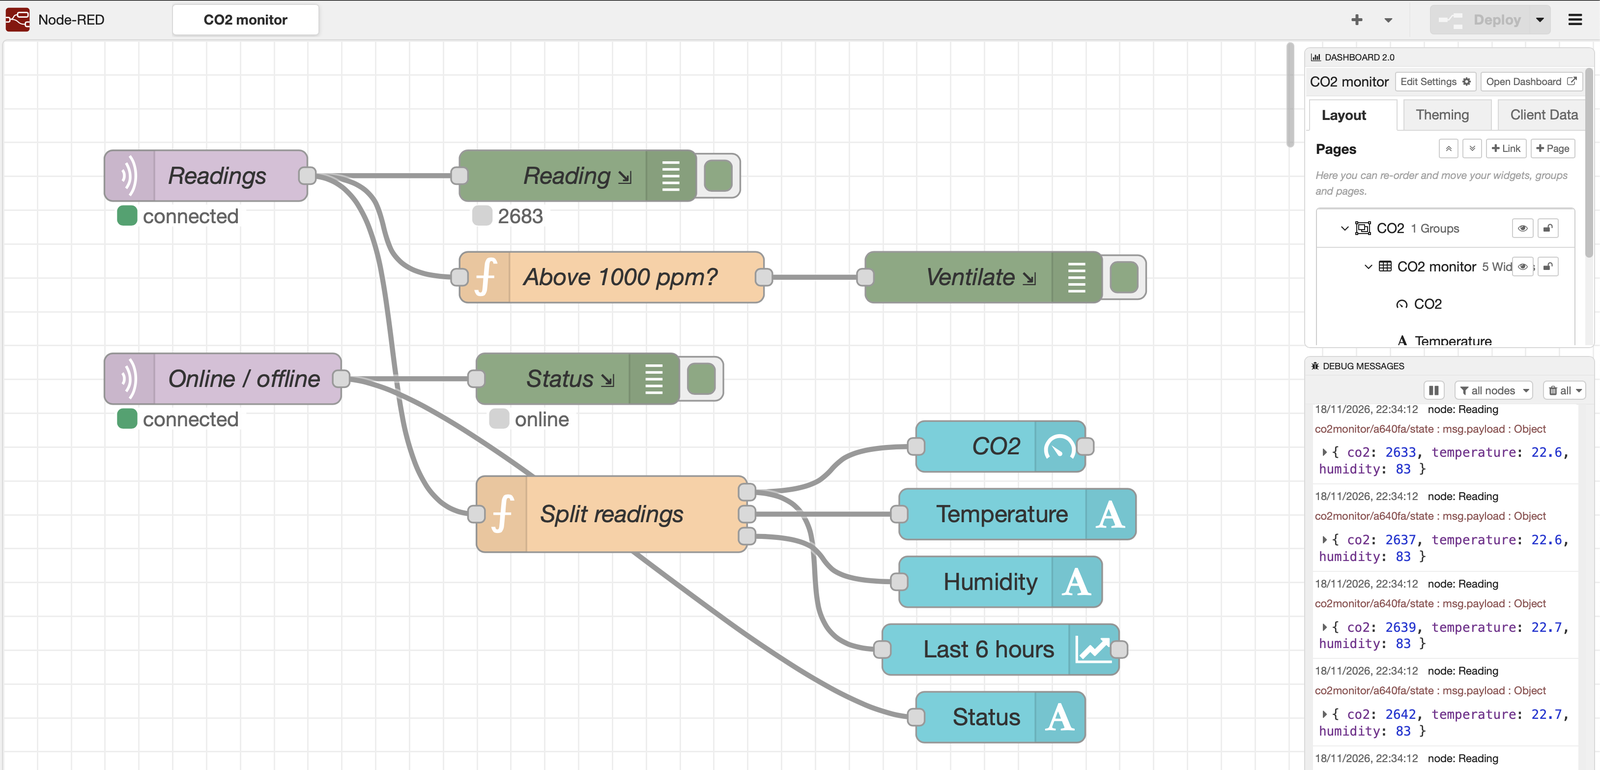 Node-RED
CO2 monitor
Deploy
Readings
connected
Reading
2683
Above 1000 ppm?
Ventilate
Online / offline
connected
Status
online
Split readings
CO2
Temperature
Humidity
Last 6 hours
Status
DASHBOARD 2.0
CO2 monitor Edit Settings Open Dashboard
Layout Theming Client Data
Pages Link Page
Here you can re-order and move your widgets, groups
and pages.
CO2 1 Groups
CO2 monitor 5 Wid
CO2
Temperature
DEBUG MESSAGES
all nodes all
18/11/2026, 22:34:12 node: Reading
co2monitor/a640fa/state : msg.payload : Object
{ co2: 2633, temperature: 22.6,
humidity: 83 }
18/11/2026, 22:34:12 node: Reading
co2monitor/a640fa/state : msg.payload : Object
{ co2: 2637, temperature: 22.6,
humidity: 83 }
18/11/2026, 22:34:12 node: Reading
co2monitor/a640fa/state : msg.payload : Object
{ co2: 2639, temperature: 22.7,
humidity: 83 }
18/11/2026, 22:34:12 node: Reading
co2monitor/a640fa/state : msg.payload : Object
{ co2: 2642, temperature: 22.7,
humidity: 83 }
18/11/2026, 22:34:12 node: Reading